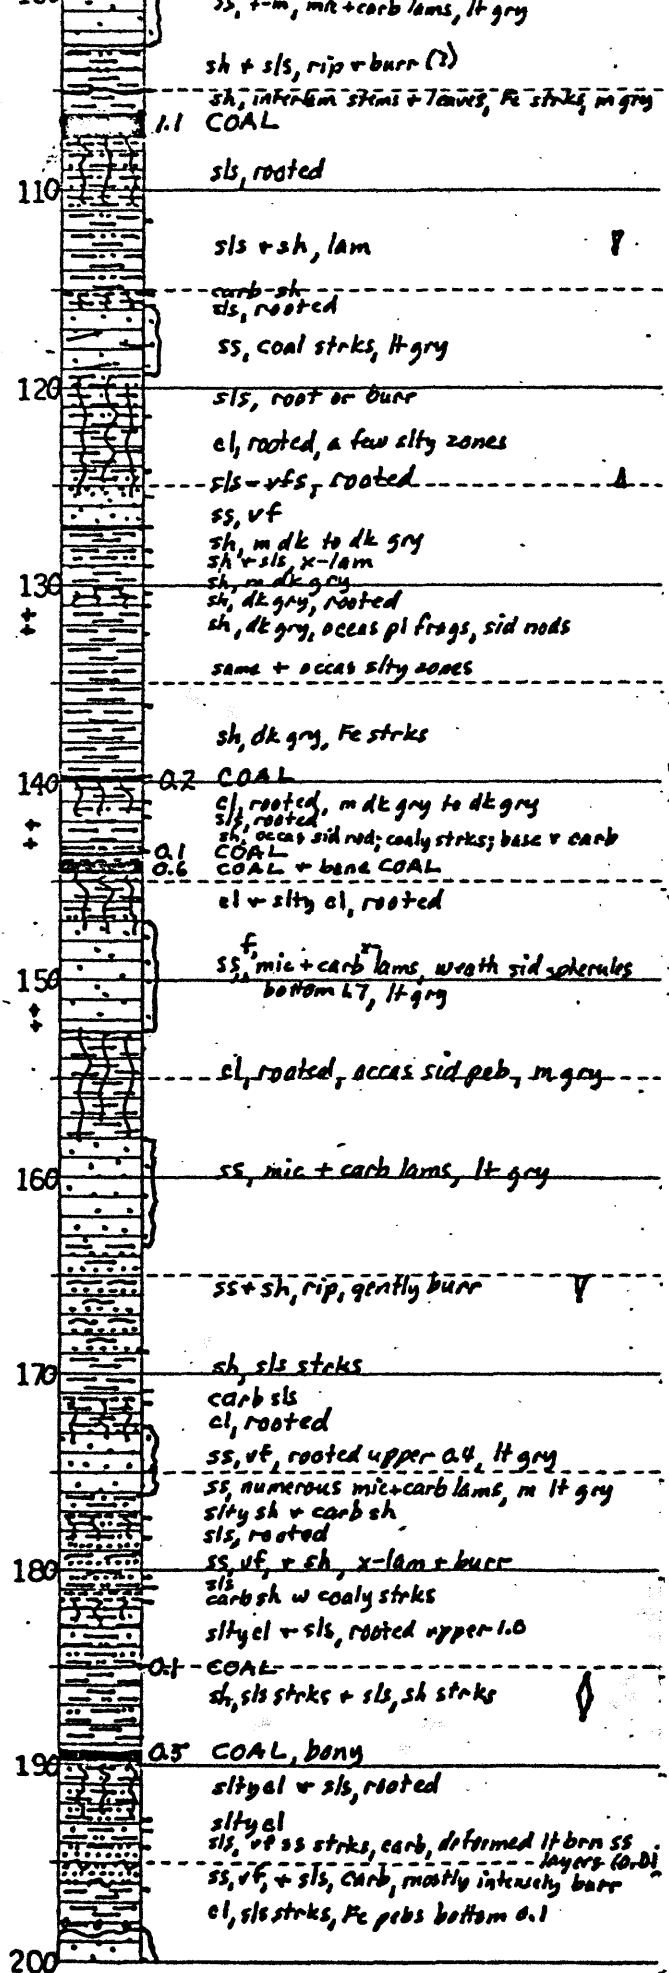 ss, f-m, mic + carb lams, lt gry
sh + sls, rip + burr (?)
sh, interlam stems + leaves, Fe strks, m gry
1.1 COAL
sls, rooted
110
sls + sh, lam
carb sh
sls, rooted
ss, coal strks, lt gry
120
sls, root or burr
cl, rooted, a few slty zones
sls - vfs, rooted
ss, vf
sh, m dk to dk gry
sh + sls, x-lam
130
sh, m dk gry
sh, dk gry, rooted
sh, dk gry, occas pl frags, sid nods
same + occas slty zones
sh, dk gry, Fe strks
140
0.2 COAL
cl, rooted, m dk gry to dk gry
sls, rooted
sh, occas sid nod; coaly strks; base v carb
0.1 COAL
0.6 COAL + bone COAL
cl + slty cl, rooted
ss, f, mic + carb x-lams, weath sid spherules
150
bottom 1.7, lt gry
cl, rooted, occas sid peb, m gry
160
ss, mic + carb lams, lt gry
ss + sh, rip, gently burr
170
sh, sls strks
carb sls
cl, rooted
ss, vf, rooted upper 0.4, lt gry
ss, numerous mic+carb lams, m lt gry
slty sh + carb sh
sls, rooted
180
ss, vf, + sh, x-lam + burr
sls
carb sh w coaly strks
slty cl + sls, rooted upper 1.0
0.1 COAL
sh, sls strks + sls, sh strks
0.5 COAL, bony
190
slty cl + sls, rooted
slty cl
sls, vf ss strks, carb, deformed lt brn ss
layers (0.0)
ss, vf, + sls, carb, mostly intensely burr
cl, sls strks, Fe pebs bottom 0.1
200